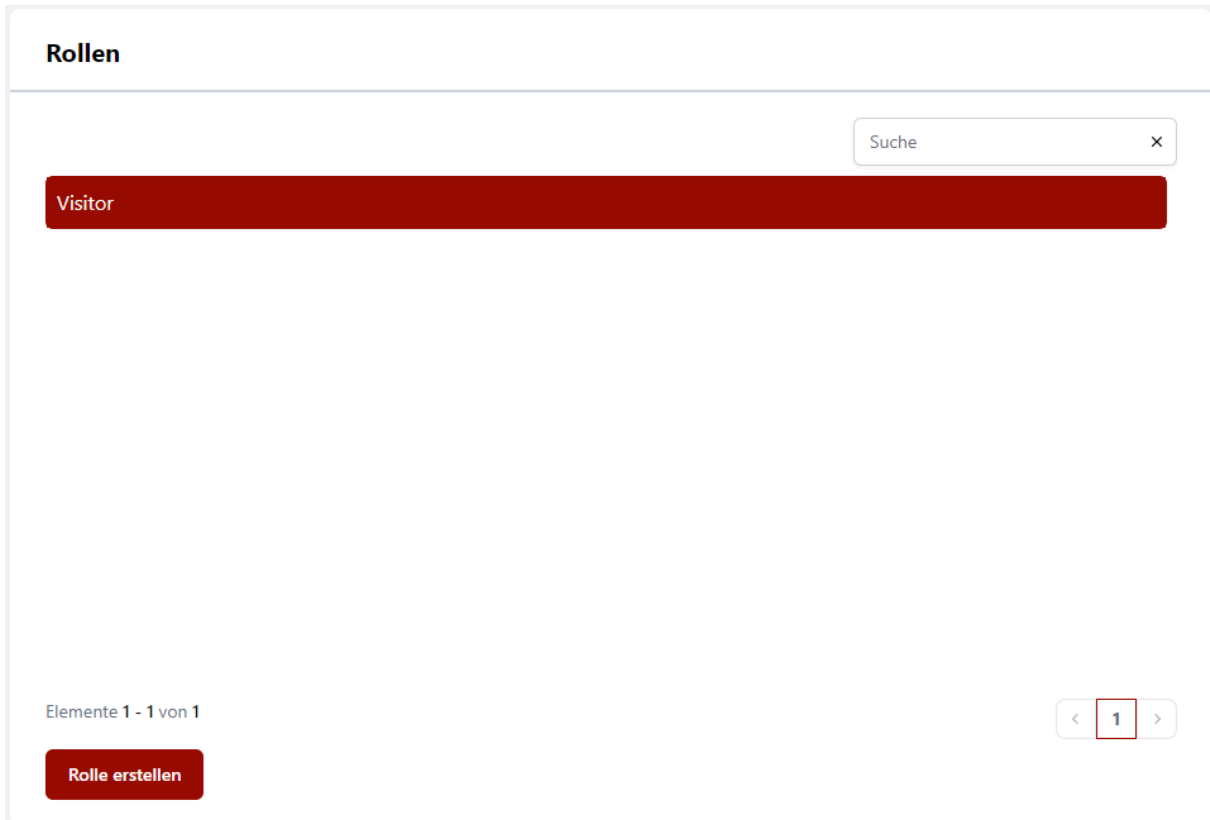 Rollen
Suche
Visitor
Elemente 1 - 1 von 1
1
Rolle erstellen